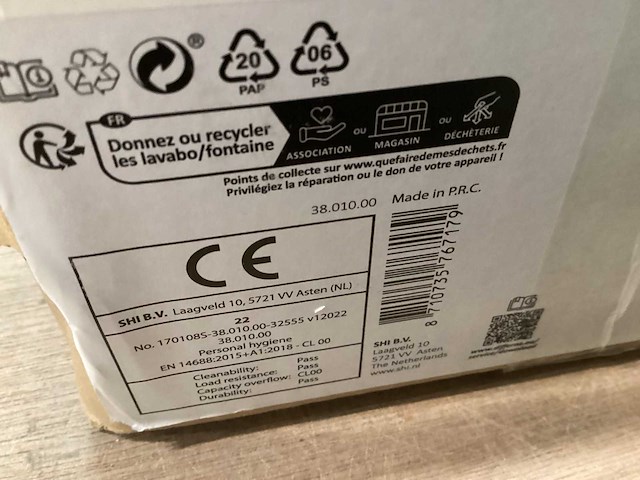 ®
20
PAP
06
PS
FR
Donnez ou recycler
les lavabo/fontaine
ASSOCIATION
ou
MAGASIN
ou
DÉCHÈTERIE
Points de collecte sur www.quefairedemesdechets.fr
Privilégiez la réparation ou le don de votre appareil !
38.010.00 Made in P.R.C.
CE
SHI B.V. Laagveld 10, 5721 VV Asten (NL)
22
No. 170108S-38.010.00-32555 v12022
38.010.00
Personal hygiene
EN 14688:2015+A1:2018 - CL 00
Cleanability: Pass
Load resistance: Pass
Capacity overflow: CL00
Durability: Pass
8 710735 767179
SHI B.V.
Laagveld 10
5721 VV Asten
The Netherlands
www.shi.nl